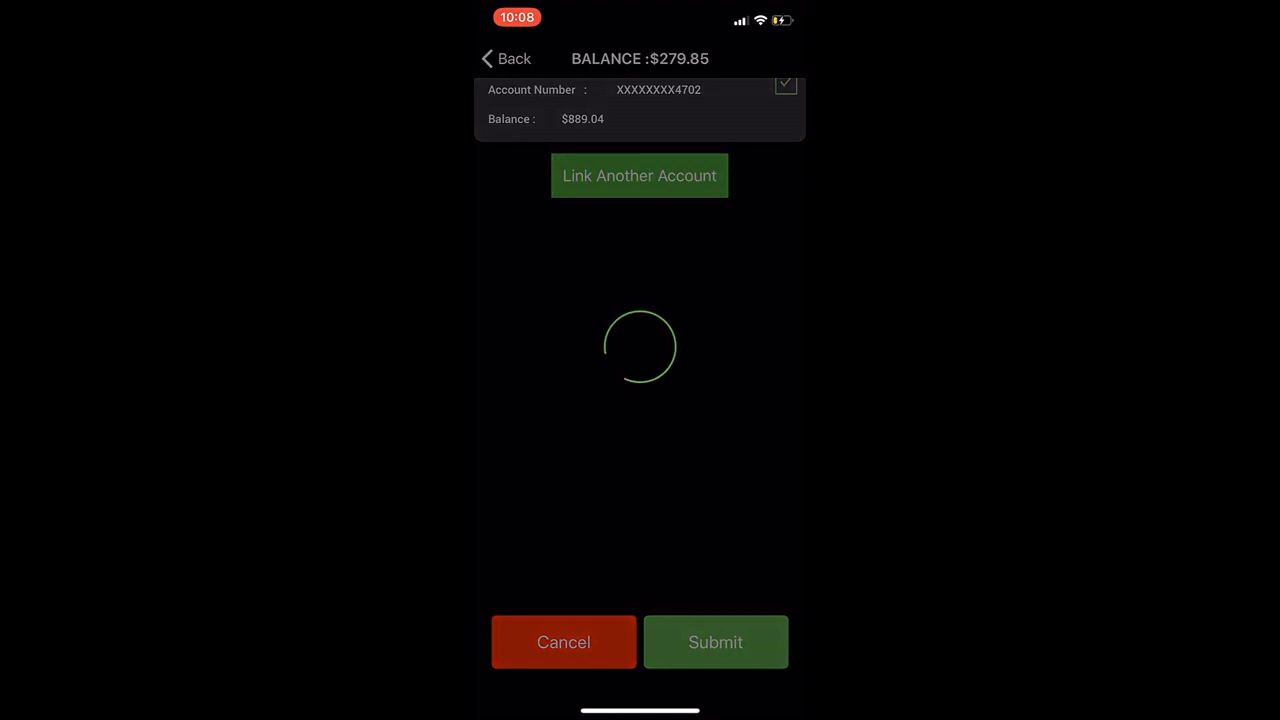 10:08
Back
BALANCE :$279.85
Account Number : XXXXXXXX4702
Balance : $889.04
Link Another Account
Cancel
Submit